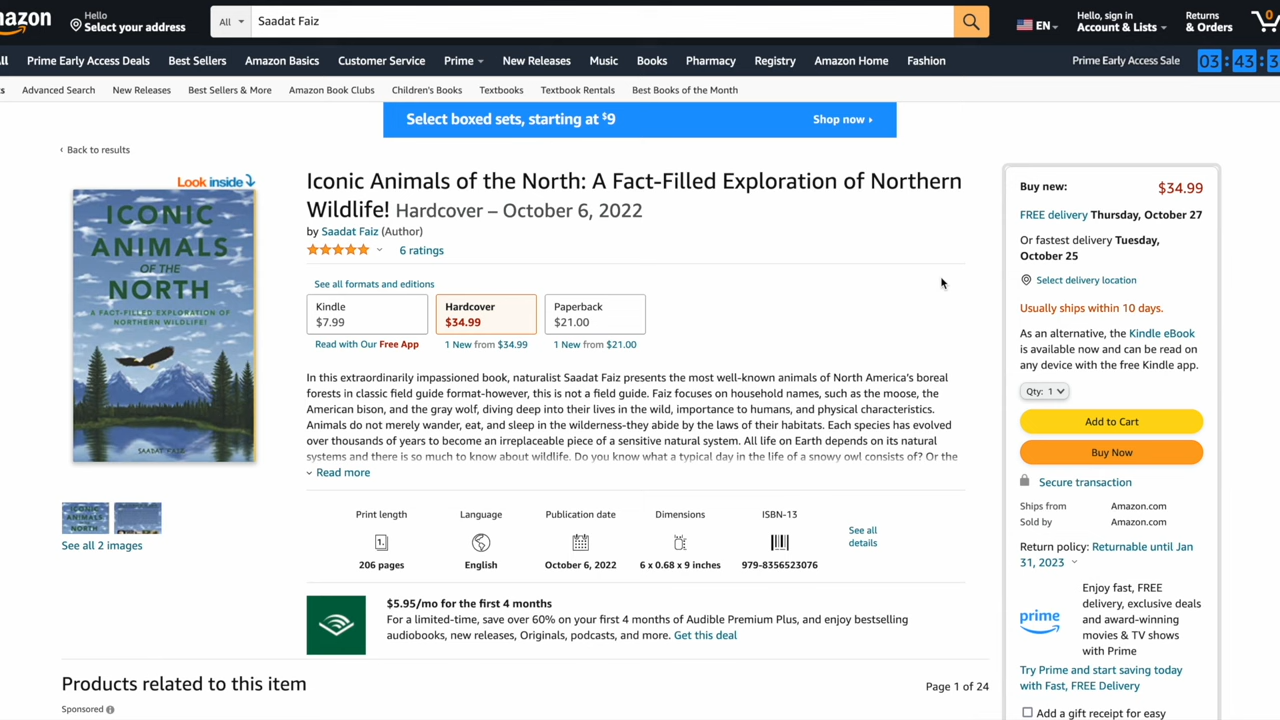 mazon
Hello
Select your address
All
Saadat Faiz
EN
Hello, sign in
Account & Lists
Returns
& Orders
0
ll
Prime Early Access Deals
Best Sellers
Amazon Basics
Customer Service
Prime
New Releases
Music
Books
Pharmacy
Registry
Amazon Home
Fashion
Prime Early Access Sale
03 : 43 : 3
s
Advanced Search
New Releases
Best Sellers & More
Amazon Book Clubs
Children's Books
Textbooks
Textbook Rentals
Best Books of the Month
Select boxed sets, starting at $9
Shop now ›
‹ Back to results
Look inside
ICONIC
ANIMALS
OF THE
NORTH
A FACT-FILLED EXPLORATION OF
NORTHERN WILDLIFE!
SAADAT FAIZ
See all 2 images
Iconic Animals of the North: A Fact-Filled Exploration of Northern
Wildlife! Hardcover – October 6, 2022
by Saadat Faiz (Author)
6 ratings
See all formats and editions
Kindle
$7.99
Read with Our Free App
Hardcover
$34.99
1 New from $34.99
Paperback
$21.00
1 New from $21.00
In this extraordinarily impassioned book, naturalist Saadat Faiz presents the most well-known animals of North America's boreal
forests in classic field guide format-however, this is not a field guide. Faiz focuses on household names, such as the moose, the
American bison, and the gray wolf, diving deep into their lives in the wild, importance to humans, and physical characteristics.
Animals do not merely wander, eat, and sleep in the wilderness-they abide by the laws of their habitats. Each species has evolved
over thousands of years to become an irreplaceable piece of a sensitive natural system. All life on Earth depends on its natural
systems and there is so much to know about wildlife. Do you know what a typical day in the life of a snowy owl consists of? Or the
Read more
Print length
1.
206 pages
Language
English
Publication date
October 6, 2022
Dimensions
6 x 0.68 x 9 inches
ISBN-13
979-8356523076
See all
details
$5.95/mo for the first 4 months
For a limited-time, save over 60% on your first 4 months of Audible Premium Plus, and enjoy bestselling
audiobooks, new releases, Originals, podcasts, and more. Get this deal
Products related to this item
Page 1 of 24
Sponsored
Buy new:
$34.99
FREE delivery Thursday, October 27
Or fastest delivery Tuesday,
October 25
Select delivery location
Usually ships within 10 days.
As an alternative, the Kindle eBook
is available now and can be read on
any device with the free Kindle app.
Qty: 1
Add to Cart
Buy Now
Secure transaction
Ships from Amazon.com
Sold by Amazon.com
Return policy: Returnable until Jan
31, 2023
prime
Enjoy fast, FREE
delivery, exclusive deals
and award-winning
movies & TV shows
with Prime
Try Prime and start saving today
with Fast, FREE Delivery
Add a gift receipt for easy